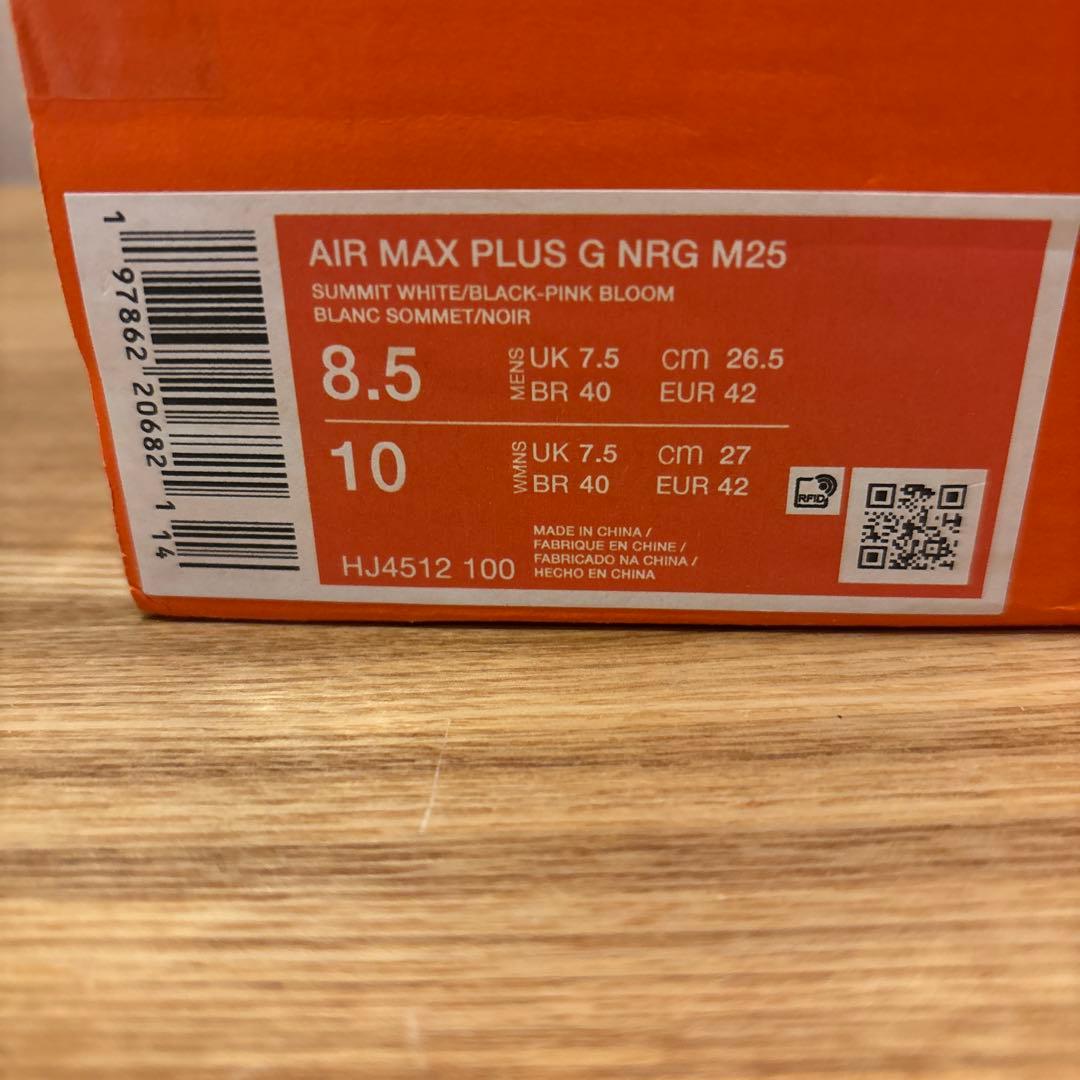 1 97862 20682 1 14
AIR MAX PLUS G NRG M25
SUMMIT WHITE/BLACK-PINK BLOOM
BLANC SOMMET/NOIR
8.5 MENS UK 7.5 cm 26.5
BR 40 EUR 42
10 WMNS UK 7.5 cm 27
BR 40 EUR 42
RFID
HJ4512 100
MADE IN CHINA /
FABRIQUE EN CHINE /
FABRICADO NA CHINA /
HECHO EN CHINA